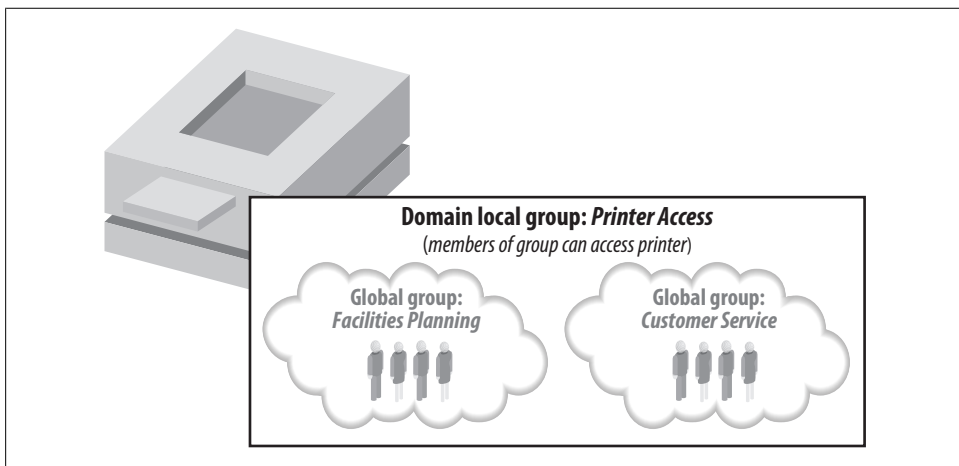 Domain local group: Printer Access
(members of group can access printer)
Global group:
Facilities Planning
Global group:
Customer Service